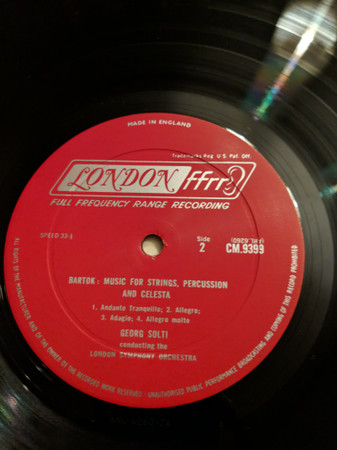 MADE IN ENGLAND
Trademarks Reg U.S. Pat. Off.
LONDON ffrr
FULL FREQUENCY RANGE RECORDING
SPEED 33⅓
Side
2
CM.9399
BARTOK: MUSIC FOR STRINGS, PERCUSSION
AND CELESTA
1. Andante Tranquillo; 2. Allegro;
3. Adagio; 4. Allegro molto
GEORG SOLTI
conducting the
LONDON SYMPHONY ORCHESTRA
ALL RIGHTS OF THE MANUFACTURER AND OF THE OWNER OF THE RECORDED WORK RESERVED · UNAUTHORISED PUBLIC PERFORMANCE BROADCASTING AND COPYING OF THIS RECORD PROHIBITED